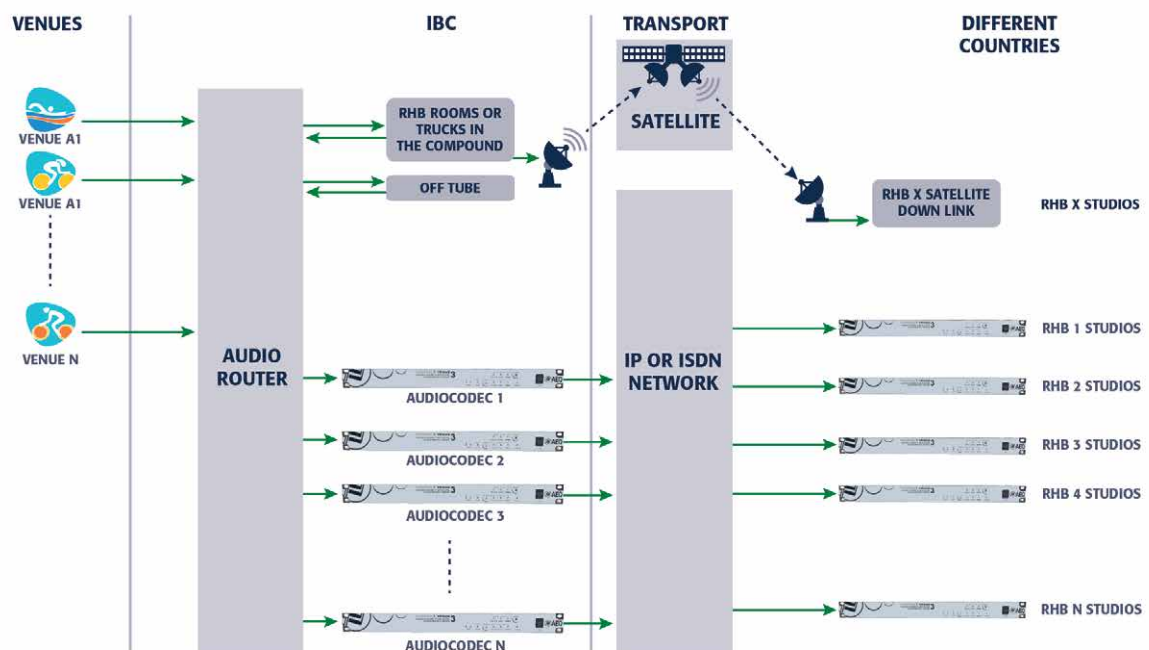 VENUES
IBC
TRANSPORT
DIFFERENT
COUNTRIES
VENUE A1
VENUE A1
VENUE N
AUDIO
ROUTER
RHB ROOMS OR
TRUCKS IN
THE COMPOUND
OFF TUBE
AUDIOCODEC 1
AUDIOCODEC 2
AUDIOCODEC 3
AUDIOCODEC N
SATELLITE
IP OR ISDN
NETWORK
RHB X SATELLITE
DOWN LINK
RHB X STUDIOS
RHB 1 STUDIOS
RHB 2 STUDIOS
RHB 3 STUDIOS
RHB 4 STUDIOS
RHB N STUDIOS